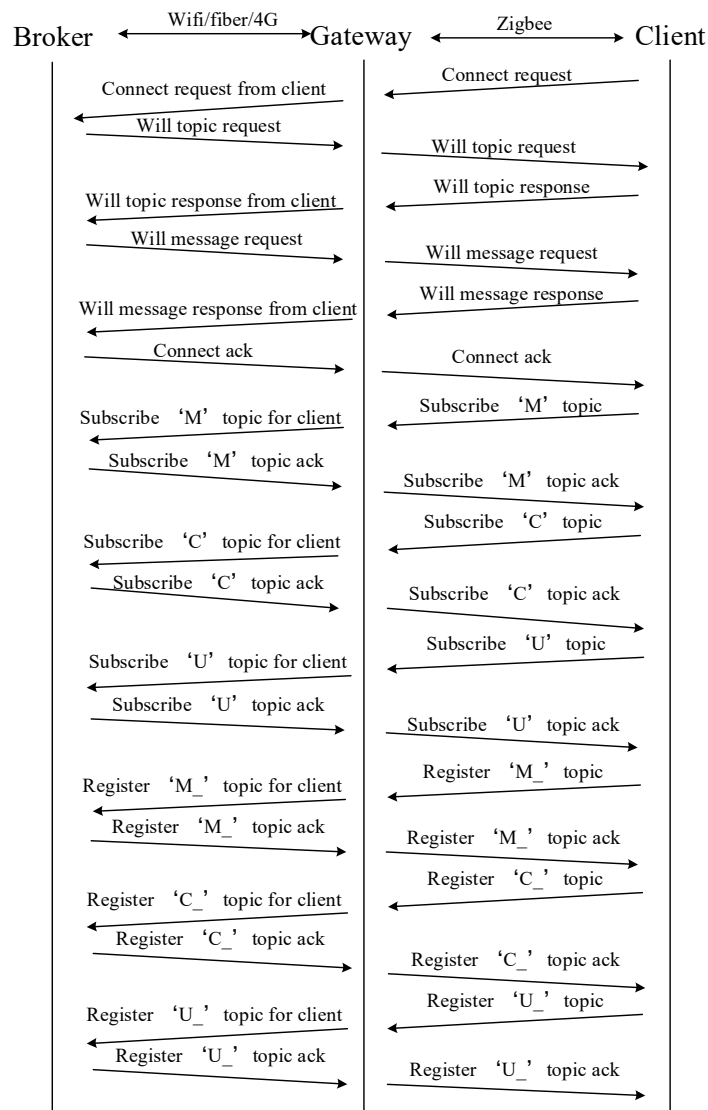 Wifi/fiber/4G
Zigbee
Broker
Gateway
Client
Connect request
Connect request from client
Will topic request
Will topic request
Will topic response
Will topic response from client
Will message request
Will message request
Will message response
Will message response from client
Connect ack
Connect ack
Subscribe ‘M’ topic
Subscribe ‘M’ topic for client
Subscribe ‘M’ topic ack
Subscribe ‘M’ topic ack
Subscribe ‘C’ topic
Subscribe ‘C’ topic for client
Subscribe ‘C’ topic ack
Subscribe ‘C’ topic ack
Subscribe ‘U’ topic
Subscribe ‘U’ topic for client
Subscribe ‘U’ topic ack
Subscribe ‘U’ topic ack
Register ‘M_’ topic
Register ‘M_’ topic for client
Register ‘M_’ topic ack
Register ‘M_’ topic ack
Register ‘C_’ topic
Register ‘C_’ topic for client
Register ‘C_’ topic ack
Register ‘C_’ topic ack
Register ‘U_’ topic
Register ‘U_’ topic for client
Register ‘U_’ topic ack
Register ‘U_’ topic ack